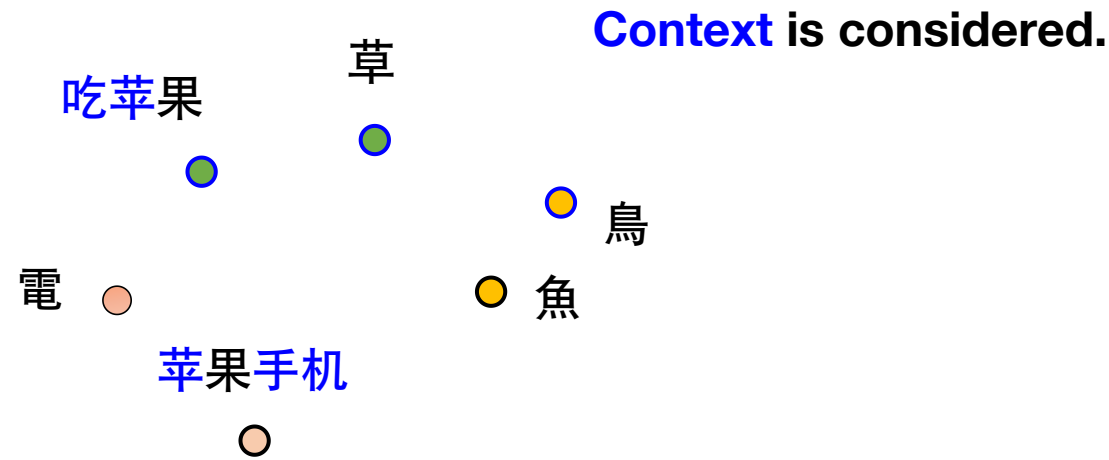 Context is considered.
草
吃苹果
鳥
電
魚
苹果手机